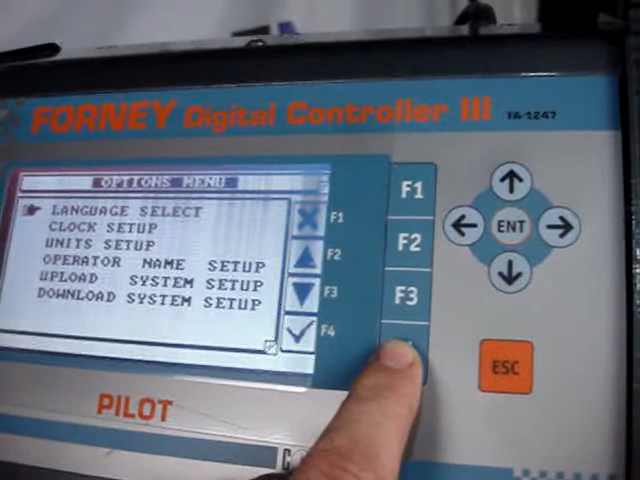 FORNEY Digital Controller III TA-1247
OPTIONS MENU
LANGUAGE SELECT
CLOCK SETUP
UNITS SETUP
OPERATOR NAME SETUP
UPLOAD SYSTEM SETUP
DOWNLOAD SYSTEM SETUP
F1
F2
F3
F4
F1
F2
F3
ENT
ESC
PILOT